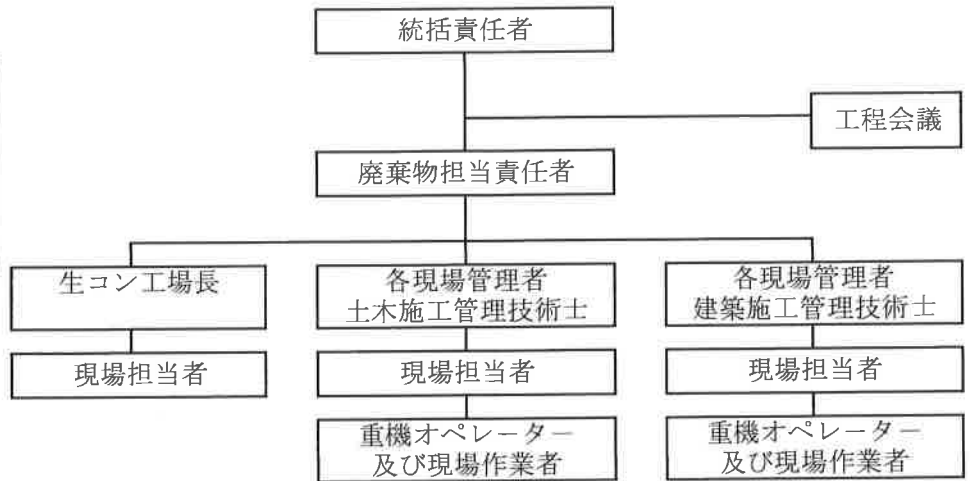 統括責任者
工程会議
廃棄物担当責任者
生コン工場長
各現場管理者
土木施工管理技術士
各現場管理者
建築施工管理技術士
現場担当者
現場担当者
現場担当者
重機オペレーター
及び現場作業者
重機オペレーター
及び現場作業者